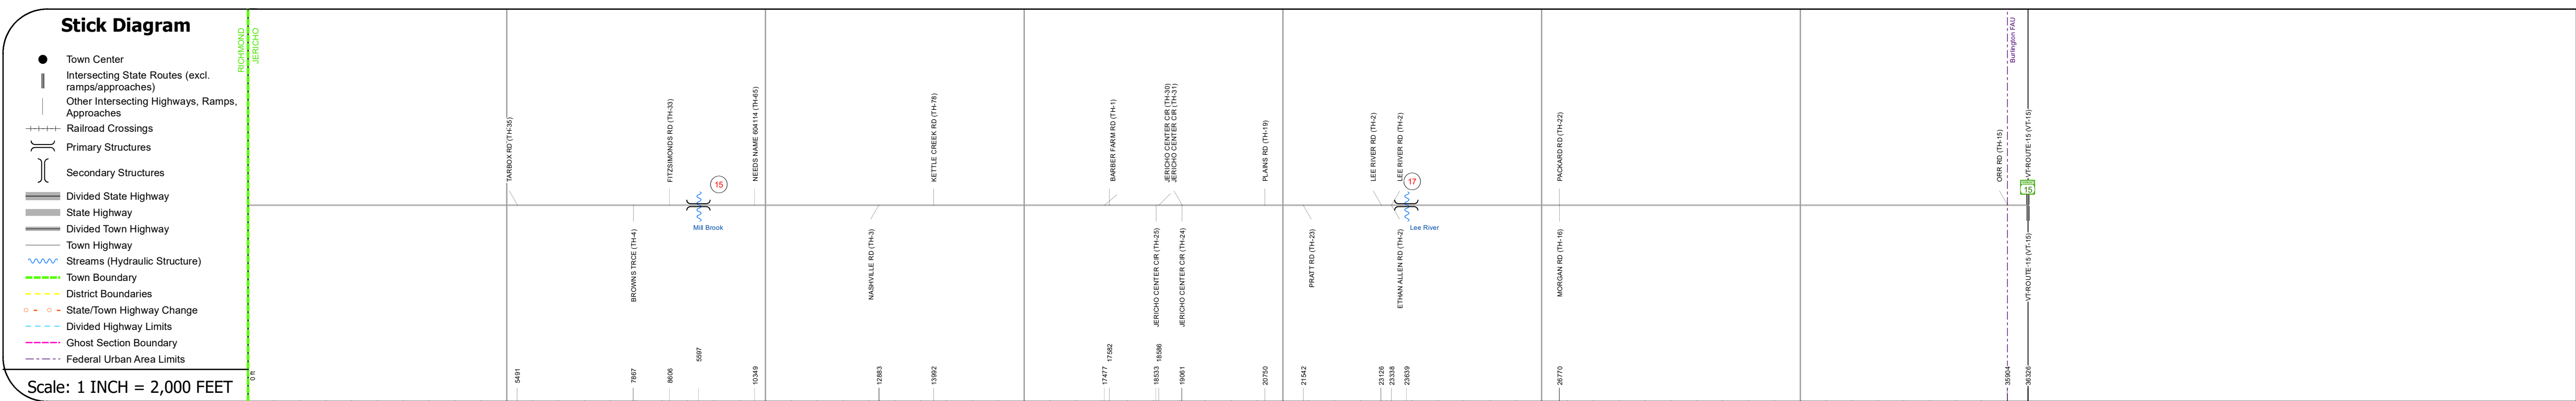 Stick Diagram
Town Center
Intersecting State Routes (excl.
ramps/approaches)
Other Intersecting Highways, Ramps,
Approaches
Railroad Crossings
Primary Structures
Secondary Structures
Divided State Highway
State Highway
Divided Town Highway
Town Highway
Streams (Hydraulic Structure)
Town Boundary
District Boundaries
State/Town Highway Change
Divided Highway Limits
Ghost Section Boundary
Federal Urban Area Limits
Scale: 1 INCH = 2,000 FEET
RICHMOND
JERICHO
TARBOX RD (TH-35)
FITZSIMONDS RD (TH-33)
NEEDS NAME 604114 (TH-65)
KETTLE CREEK RD (TH-78)
BARBER FARM RD (TH-1)
JERICHO CENTER CIR (TH-30)
JERICHO CENTER CIR (TH-31)
PLAINS RD (TH-19)
LEE RIVER RD (TH-2)
LEE RIVER RD (TH-2)
PACKARD RD (TH-22)
ORR RD (TH-15)
Burlington FAU
VT-ROUTE-15 (VT-15)
15
17
15
Mill Brook
Lee River
BROWNS TRCE (TH-4)
NASHVILLE RD (TH-3)
JERICHO CENTER CIR (TH-25)
JERICHO CENTER CIR (TH-24)
PRATT RD (TH-23)
ETHAN ALLEN RD (TH-2)
MORGAN RD (TH-16)
VT-ROUTE-15 (VT-15)
0 ft
5491
7867
8606
5597
10349
12883
13992
17477
17582
18533
18586
19061
20750
21542
23126
23338
23639
26770
35904
36326